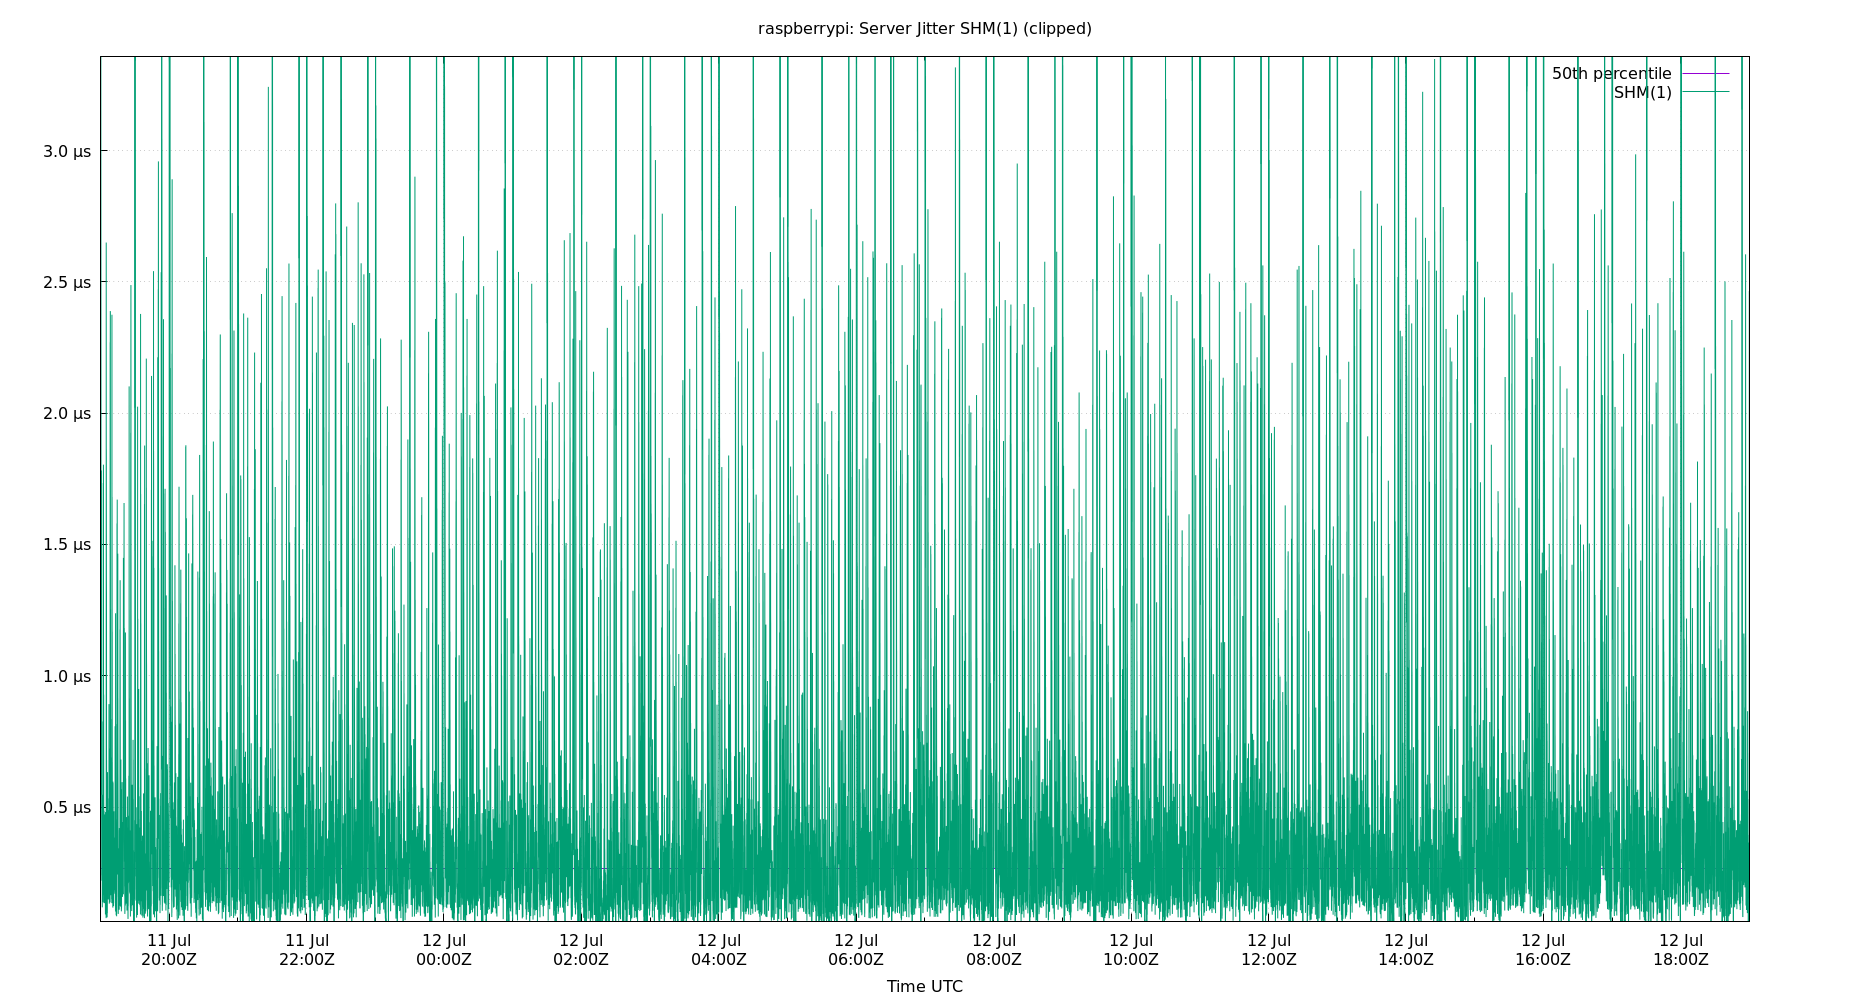 raspberrypi: Server Jitter SHM(1) (clipped)
50th percentile
SHM(1)
3.0 µs
2.5 µs
2.0 µs
1.5 µs
1.0 µs
0.5 µs
11 Jul 11 Jul 12 Jul 12 Jul 12 Jul 12 Jul 12 Jul 12 Jul 12 Jul 12 Jul 12 Jul 12 Jul
20:00Z 22:00Z 00:00Z 02:00Z 04:00Z 06:00Z 08:00Z 10:00Z 12:00Z 14:00Z 16:00Z 18:00Z
Time UTC